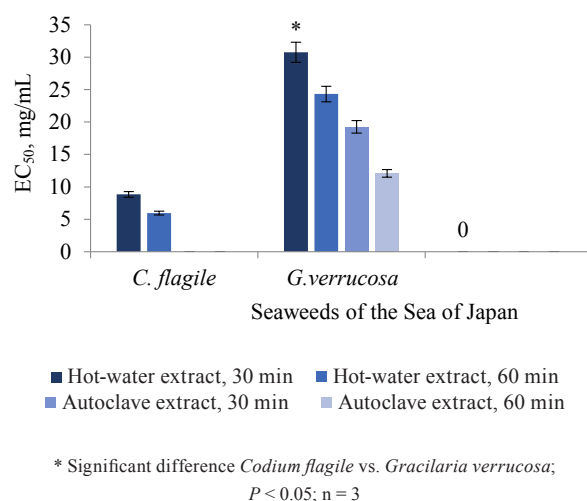 35
30
25
20
15
10
5
0
EC₅₀, mg/mL
*
0
C. flagile G.verrucosa
Seaweeds of the Sea of Japan
Hot-water extract, 30 min Hot-water extract, 60 min
Autoclave extract, 30 min Autoclave extract, 60 min
* Significant difference Codium flagile vs. Gracilaria verrucosa;
P < 0.05; n = 3